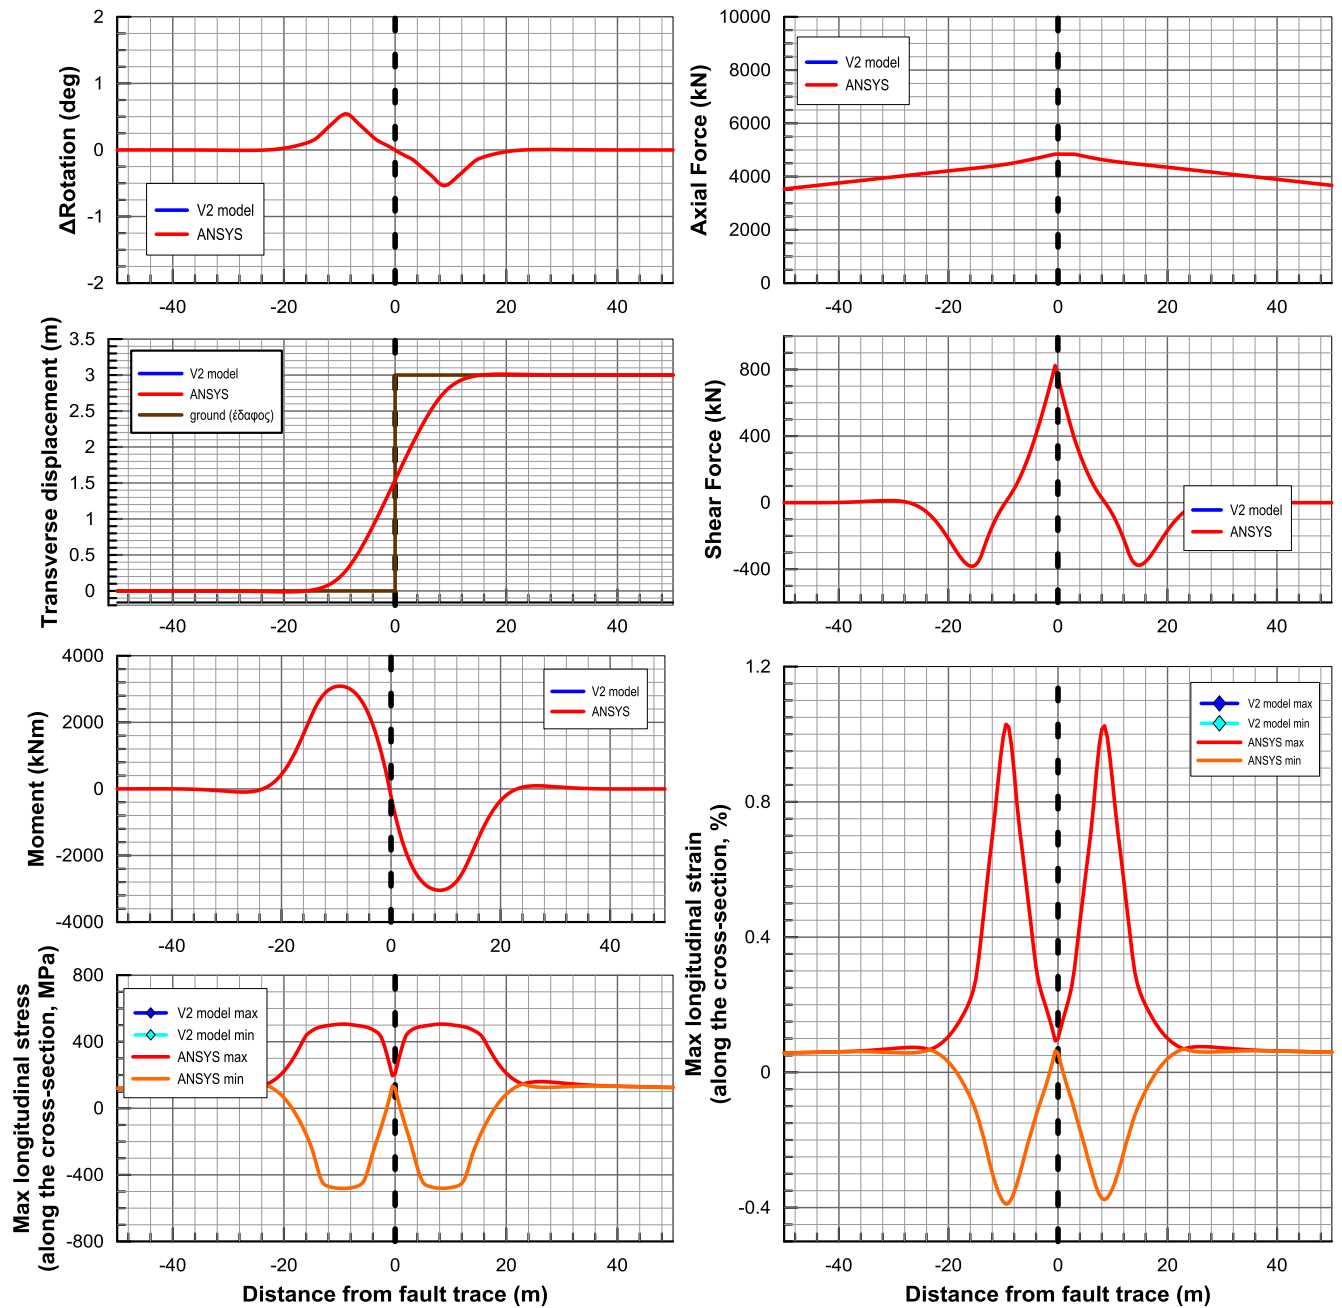 ΔRotation (deg)
2
1
0
-1
-2
V2 model
ANSYS
-40
-20
0
20
40
Axial Force (kN)
10000
8000
6000
4000
2000
0
V2 model
ANSYS
-40
-20
0
20
40
Transverse displacement (m)
3.5
3
2.5
2
1.5
1
0.5
0
V2 model
ANSYS
ground (έδαφος)
-40
-20
0
20
40
Shear Force (kN)
800
400
0
-400
V2 model
ANSYS
-40
-20
0
20
40
Moment (kNm)
4000
2000
0
-2000
-4000
V2 model
ANSYS
-40
-20
0
20
40
Max longitudinal stress
(along the cross-section, MPa)
800
400
0
-400
-800
V2 model max
V2 model min
ANSYS max
ANSYS min
-40
-20
0
20
40
Distance from fault trace (m)
Max longitudinal strain
(along the cross-section, %)
1.2
0.8
0.4
0
-0.4
V2 model max
V2 model min
ANSYS max
ANSYS min
-40
-20
0
20
40
Distance from fault trace (m)